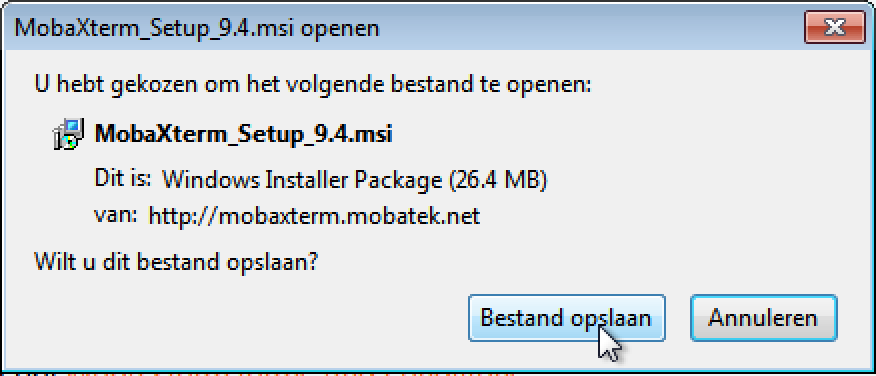 MobaXterm_Setup_9.4.msi openen
U hebt gekozen om het volgende bestand te openen:
MobaXterm_Setup_9.4.msi
Dit is: Windows Installer Package (26.4 MB)
van: http://mobaxterm.mobatek.net
Wilt u dit bestand opslaan?
Bestand opslaan Annuleren